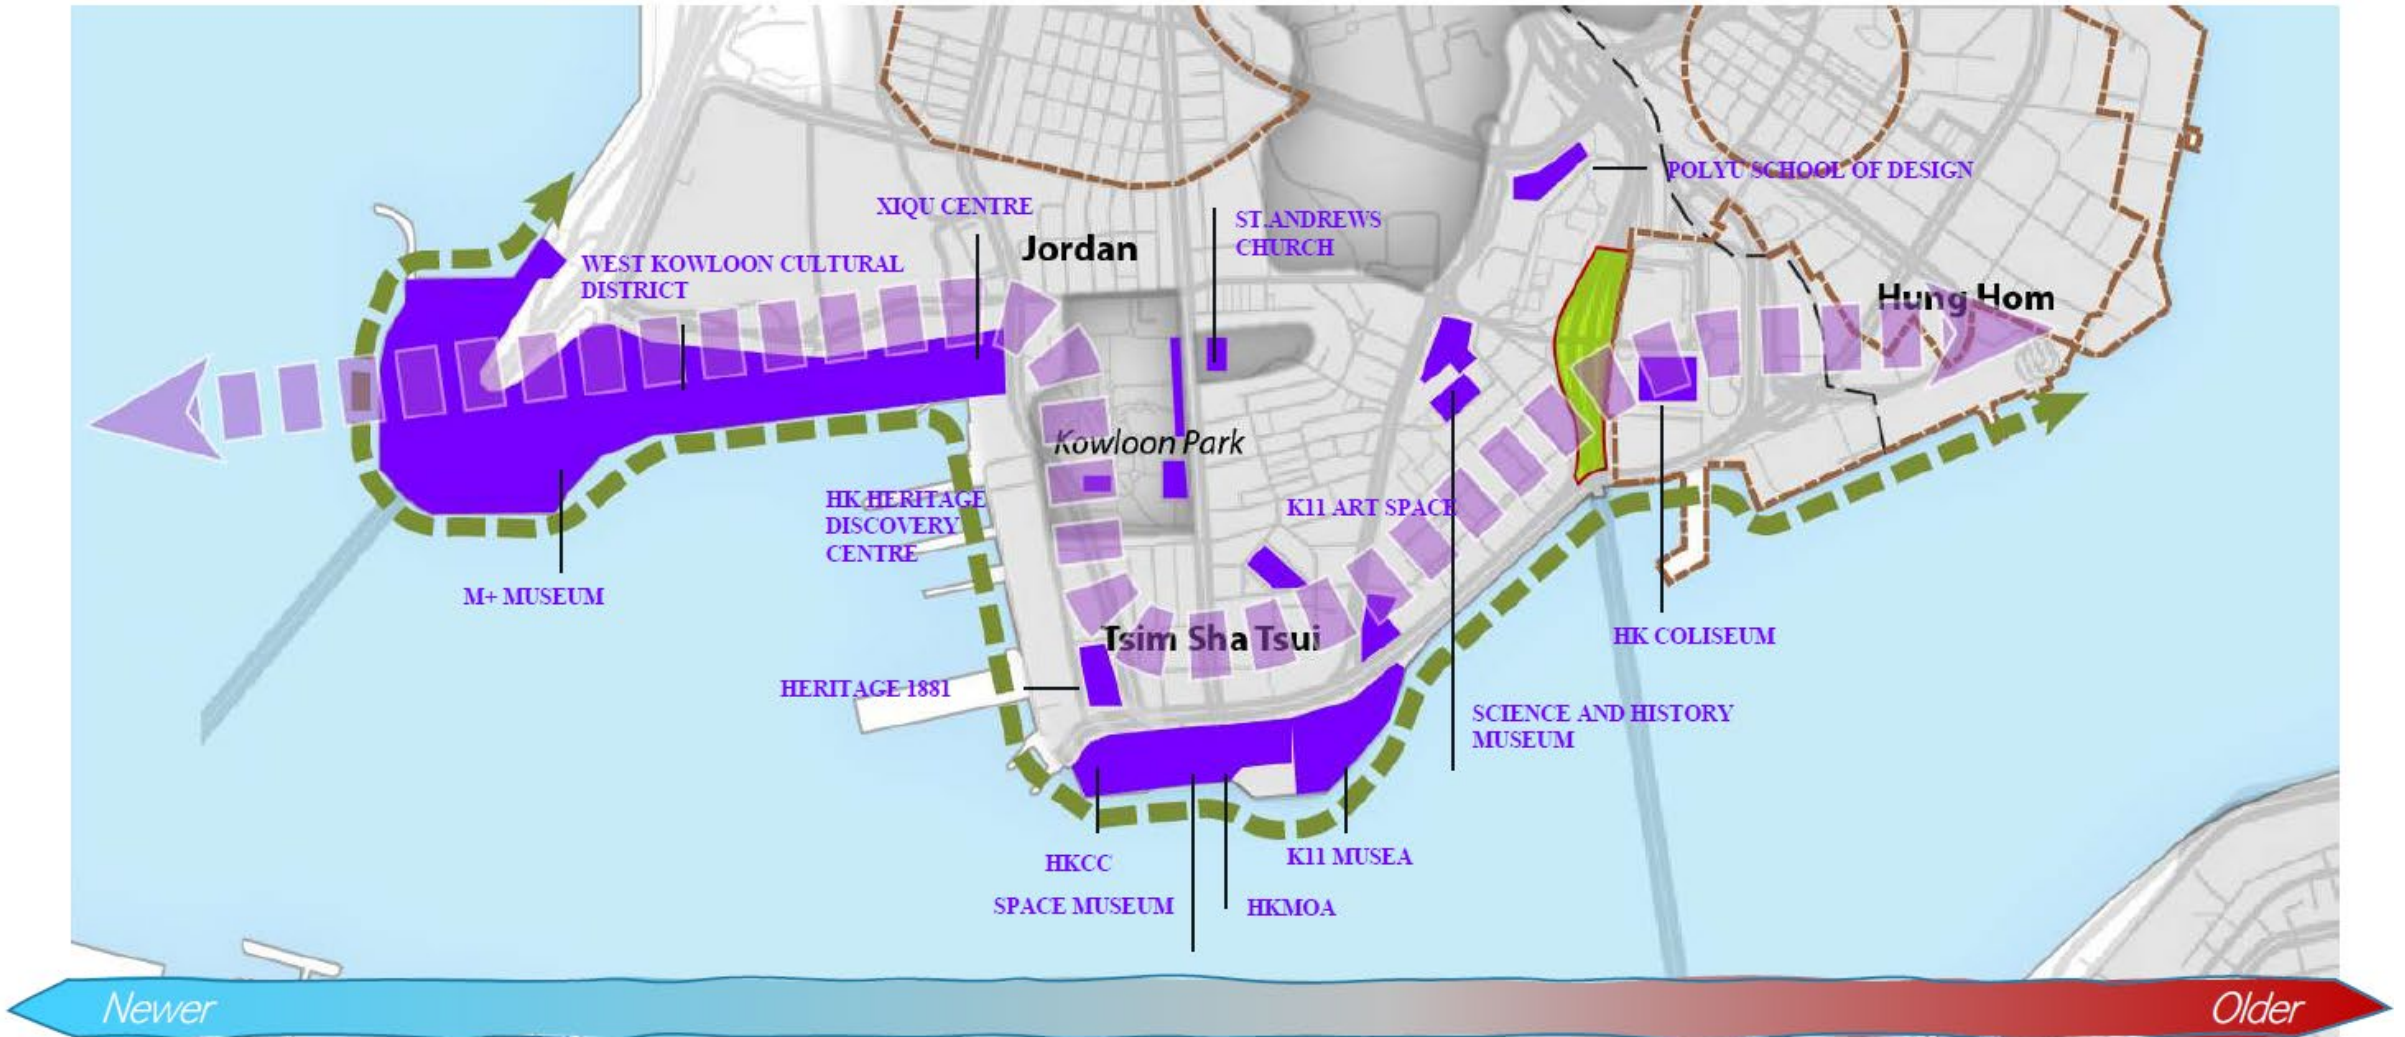 POLYU SCHOOL OF DESIGN
XIQU CENTRE
ST.ANDREWS
CHURCH
Jordan
WEST KOWLOON CULTURAL
DISTRICT
Hung Hom
Kowloon Park
HK HERITAGE
DISCOVERY
CENTRE
K11 ART SPACE
M+ MUSEUM
Tsim Sha Tsui
HK COLISEUM
HERITAGE 1881
SCIENCE AND HISTORY
MUSEUM
HKCC
K11 MUSEA
SPACE MUSEUM
HKMOA
Newer
Older